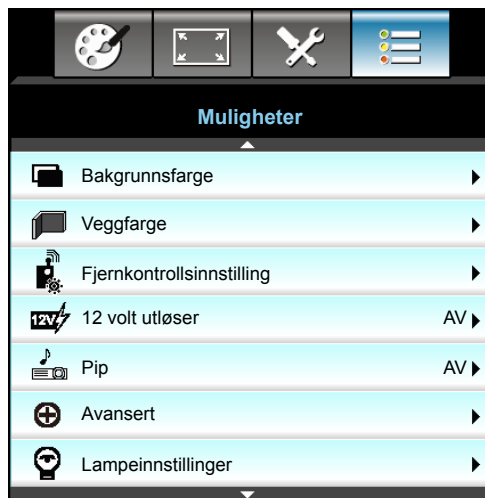 Muligheter
Bakgrunnsfarge
Veggfarge
Fjernkontrollsinnstilling
12V 12 volt utløser AV
Pip AV
Avansert
Lampeinnstillinger